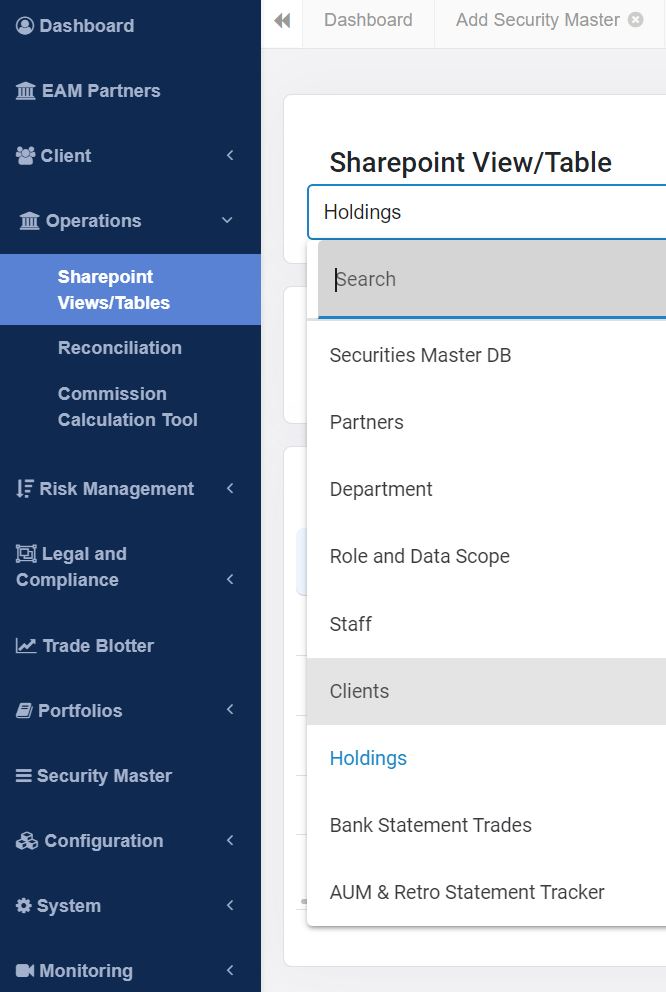 Dashboard
EAM Partners
Client
Operations
Sharepoint
Views/Tables
Reconciliation
Commission
Calculation Tool
Risk Management
Legal and
Compliance
Trade Blotter
Portfolios
Security Master
Configuration
System
Monitoring
Dashboard
Add Security Master
Sharepoint View/Table
Holdings
Search
Securities Master DB
Partners
Department
Role and Data Scope
Staff
Clients
Holdings
Bank Statement Trades
AUM & Retro Statement Tracker